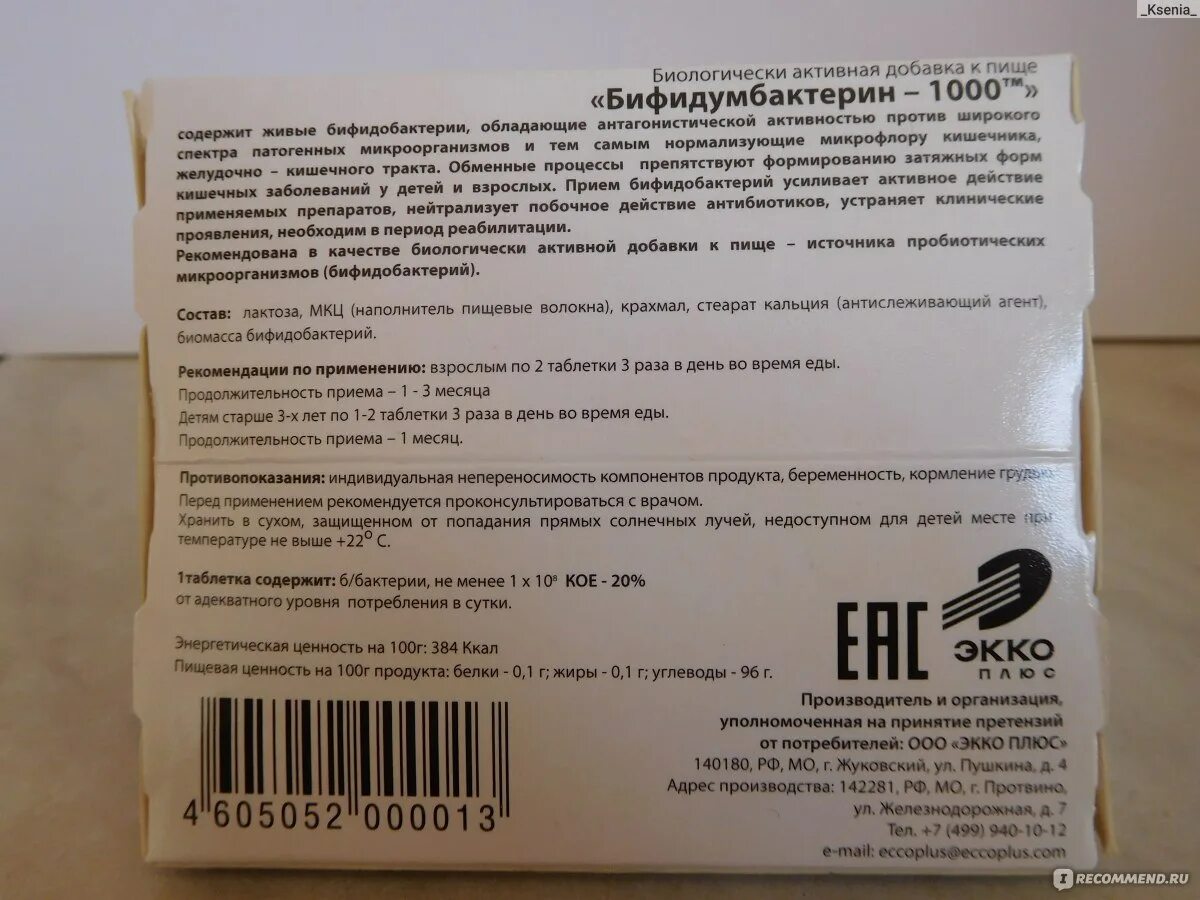 _Ksenia_
Биологически активная добавка к пище
«Бифидумбактерин – 1000™»
содержит живые бифидобактерии, обладающие антагонистической активностью против широкого
спектра патогенных микроорганизмов и тем самым нормализующие микрофлору кишечника,
желудочно – кишечного тракта. Обменные процессы препятствуют формированию затяжных форм
кишечных заболеваний у детей и взрослых. Прием бифидобактерий усиливает активное действие
применяемых препаратов, нейтрализует побочное действие антибиотиков, устраняет клинические
проявления, необходим в период реабилитации.
Рекомендована в качестве биологически активной добавки к пище – источника пробиотических
микроорганизмов (бифидобактерий).
Состав: лактоза, МКЦ (наполнитель пищевые волокна), крахмал, стеарат кальция (антислеживающий агент),
биомасса бифидобактерий.
Рекомендации по применению: взрослым по 2 таблетки 3 раза в день во время еды.
Продолжительность приема – 1 - 3 месяца
Детям старше 3-х лет по 1-2 таблетки 3 раза в день во время еды.
Продолжительность приема – 1 месяц.
Противопоказания: индивидуальная непереносимость компонентов продукта, беременность, кормление грудью
Перед применением рекомендуется проконсультироваться с врачом.
Хранить в сухом, защищенном от попадания прямых солнечных лучей, недоступном для детей месте при
температуре не выше +22⁰ С.
1таблетка содержит: б/бактерии, не менее 1 x 10⁸ КОЕ - 20%
от адекватного уровня потребления в сутки.
Энергетическая ценность на 100г: 384 Ккал
Пищевая ценность на 100г продукта: белки - 0,1 г; жиры - 0,1 г; углеводы - 96 г.
EAC
ЭККО
ПЛЮС
Производитель и организация,
уполномоченная на принятие претензий
от потребителей: ООО «ЭККО ПЛЮС»
140180, РФ, МО, г. Жуковский, ул. Пушкина, д. 4
Адрес производства: 142281, РФ, МО, г. Протвино,
ул. Железнодорожная, д. 7
Тел. +7 (499) 940-10-12
e-mail: eccoplus@eccoplus.com
4 605052 000013
IRECOMMEND.RU